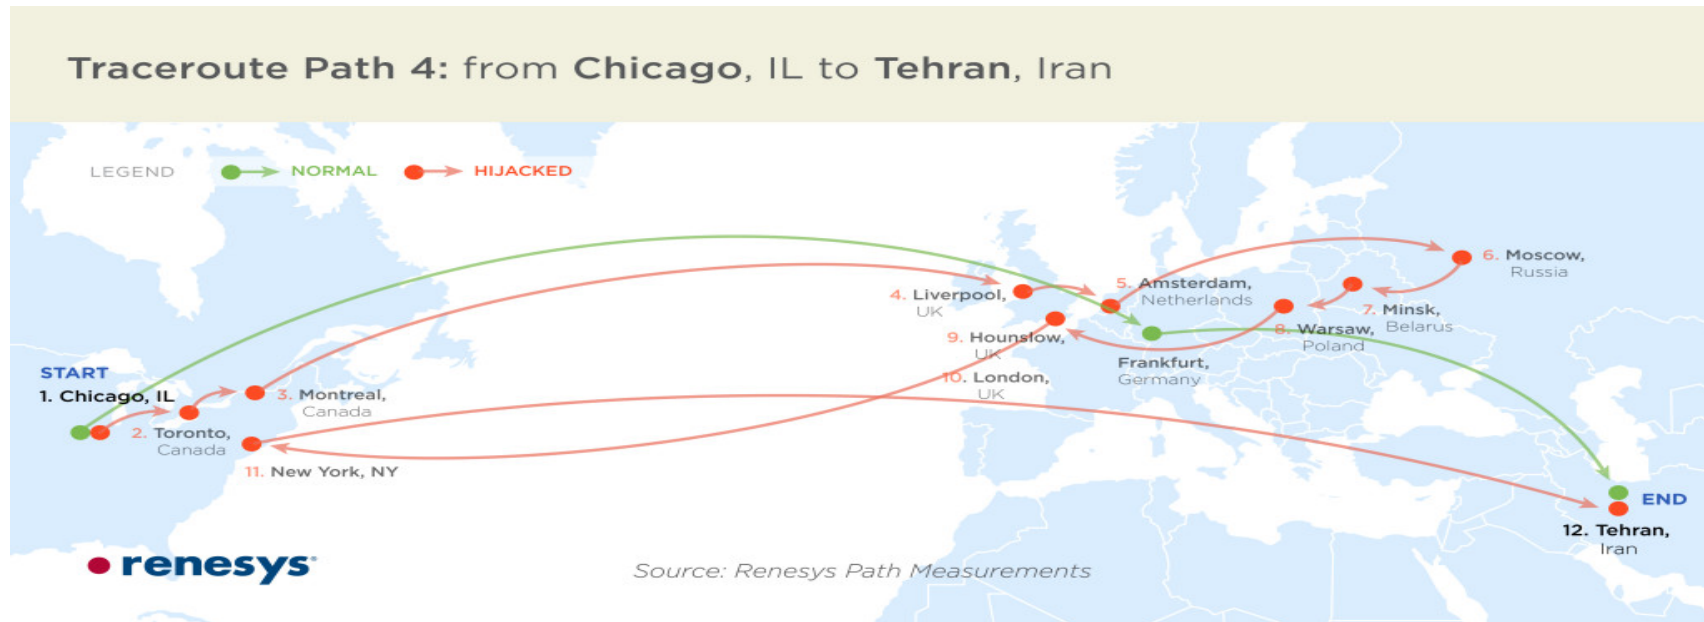 Traceroute Path 4: from Chicago, IL to Tehran, Iran
LEGEND
NORMAL
HIJACKED
START
1. Chicago, IL
2. Toronto,
Canada
3. Montreal,
Canada
4. Liverpool,
UK
5. Amsterdam,
Netherlands
6. Moscow,
Russia
7. Minsk,
Belarus
8. Warsaw,
Poland
9. Hounslow,
UK
10. London,
UK
Frankfurt,
Germany
11. New York, NY
END
12. Tehran,
Iran
renesys
Source: Renesys Path Measurements